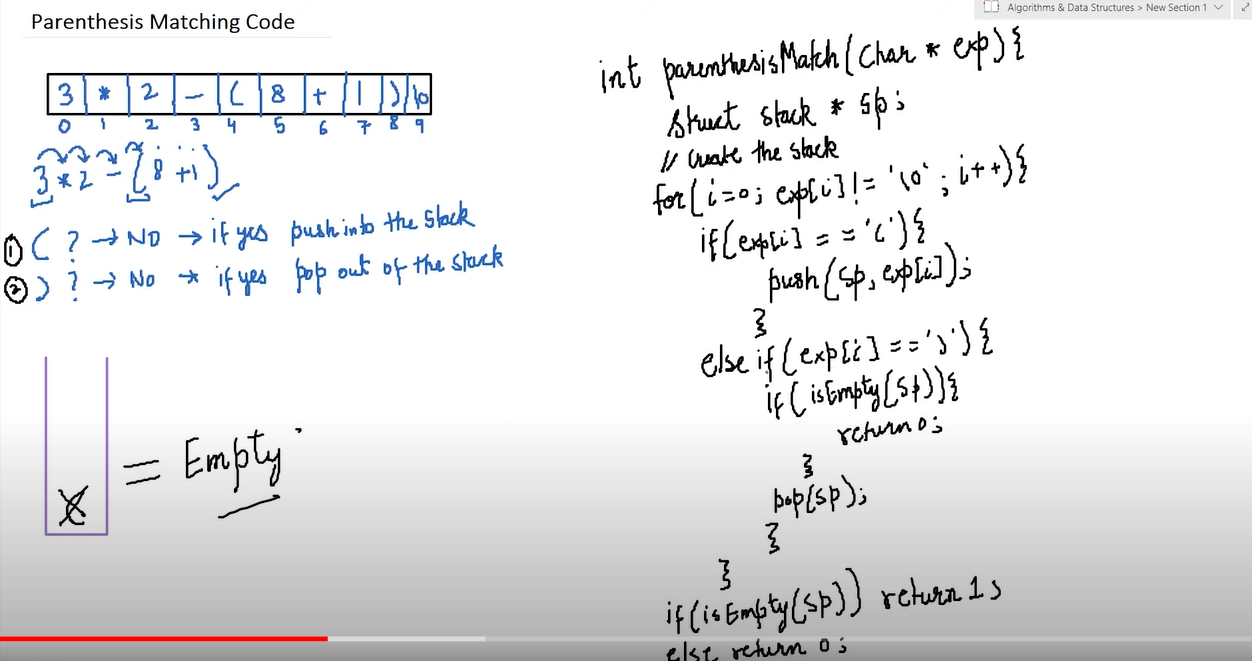 Algorithms & Data Structures > New Section 1
Parenthesis Matching Code
3 * 2 - ( 8 + 1 ) \0
0 1 2 3 4 5 6 7 8 9
3 * 2 - ( 8 + 1 )
① ( ? → NO → if yes push into the stack
② ) ? → No → if yes pop out of the stack
( = Empty
int parenthesisMatch(char * exp){
struct stack * sp;
// Create the stack
for(i=0; exp[i]!='\0'; i++){
if(exp[i]=='('){
push(sp, exp[i]);
}
else if(exp[i]==')'){
if(isEmpty(sp)){
return 0;
}
pop(sp);
}
}
if(isEmpty(sp)) return 1;
else return 0;